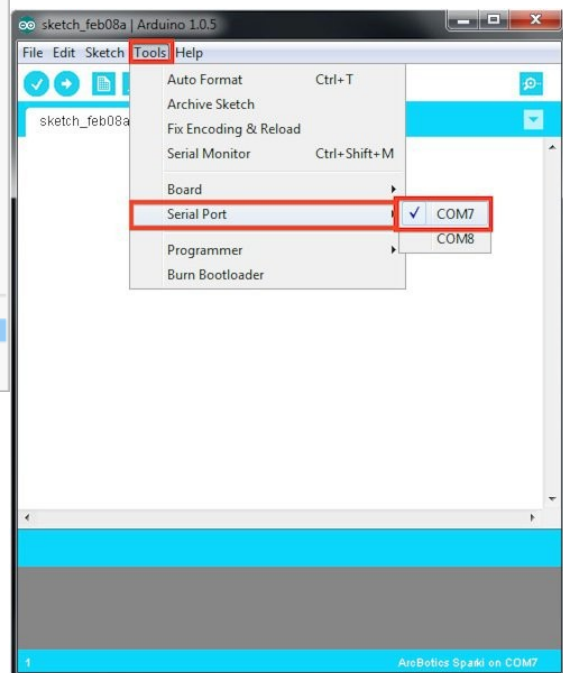 sketch_feb08a | Arduino 1.0.5
File Edit Sketch Tools Help
sketch_feb08a
Auto Format Ctrl+T
Archive Sketch
Fix Encoding & Reload
Serial Monitor Ctrl+Shift+M
Board
Serial Port
Programmer
Burn Bootloader
COM7
COM8
1 ArcBotics Sparki on COM7